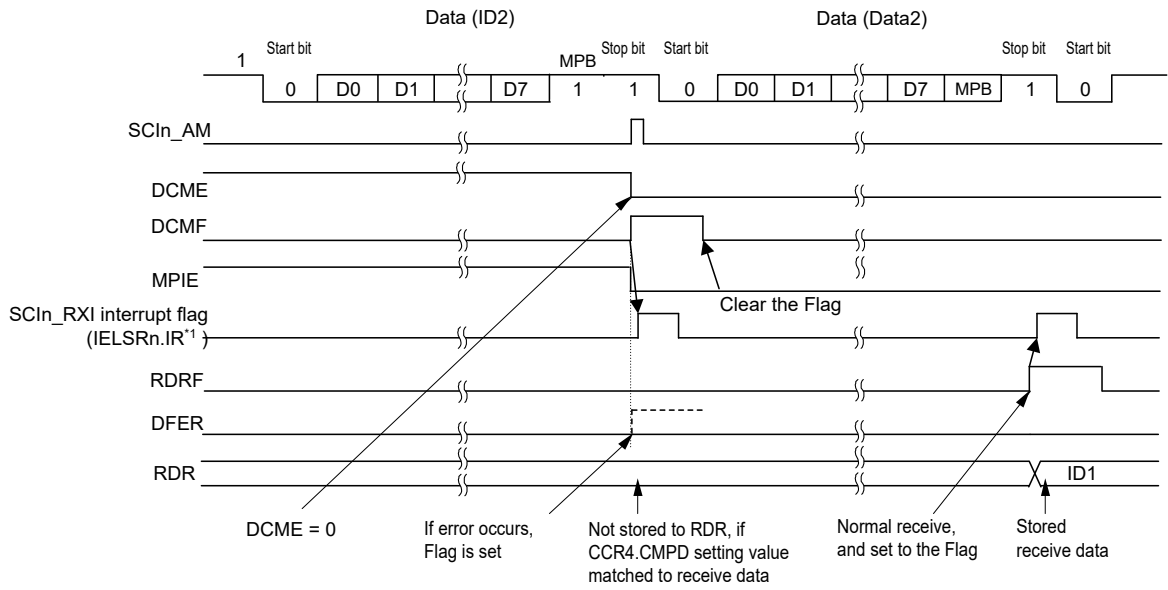 Data (ID2) Data (Data2)
Start bit MPB Stop bit Start bit Stop bit Start bit
1 0 D0 D1 D7 1 1 0 D0 D1 D7 MPB 1 0
SCIn_AM
DCME
DCMF
MPIE
Clear the Flag
SCIn_RXI interrupt flag
(IELSRn.IR*1 )
RDRF
DFER
RDR ID1
DCME = 0
If error occurs,
Flag is set
Not stored to RDR, if
CCR4.CMPD setting value
matched to receive data
Normal receive,
and set to the Flag
Stored
receive data